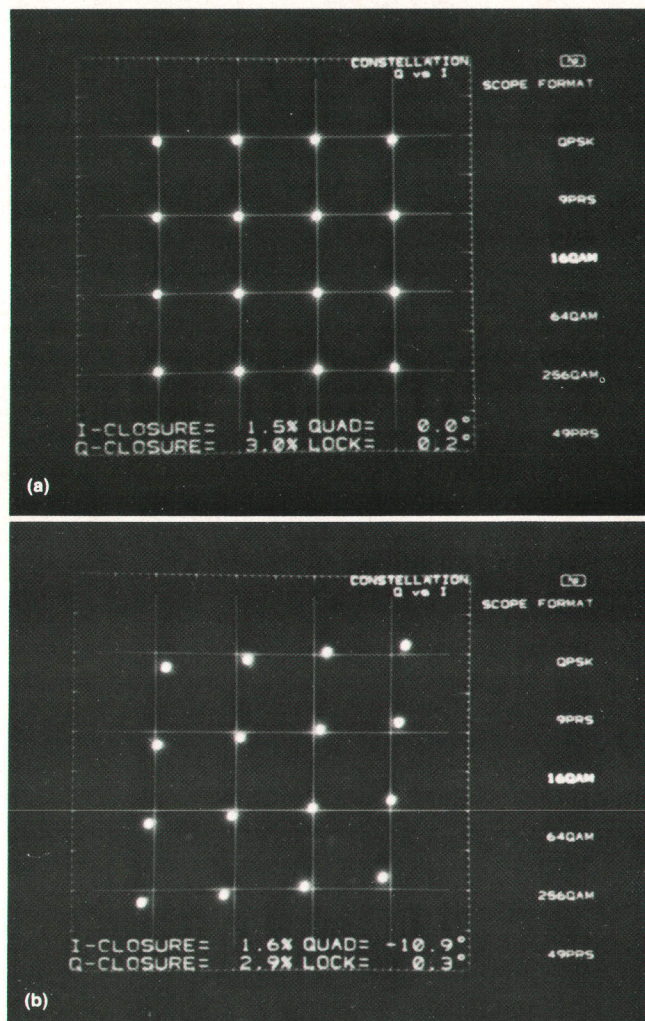 CONSTELLATION
Q vs I
hp
SCOPE FORMAT
QPSK
9PRS
16QAM
64QAM
256QAM
49PRS
I-CLOSURE= 1.5% QUAD= 0.0°
Q-CLOSURE= 3.0% LOCK= 0.2°
(a)
CONSTELLATION
Q vs I
hp
SCOPE FORMAT
QPSK
9PRS
16QAM
64QAM
256QAM
49PRS
I-CLOSURE= 1.6% QUAD= -10.9°
Q-CLOSURE= 2.9% LOCK= 0.3°
(b)